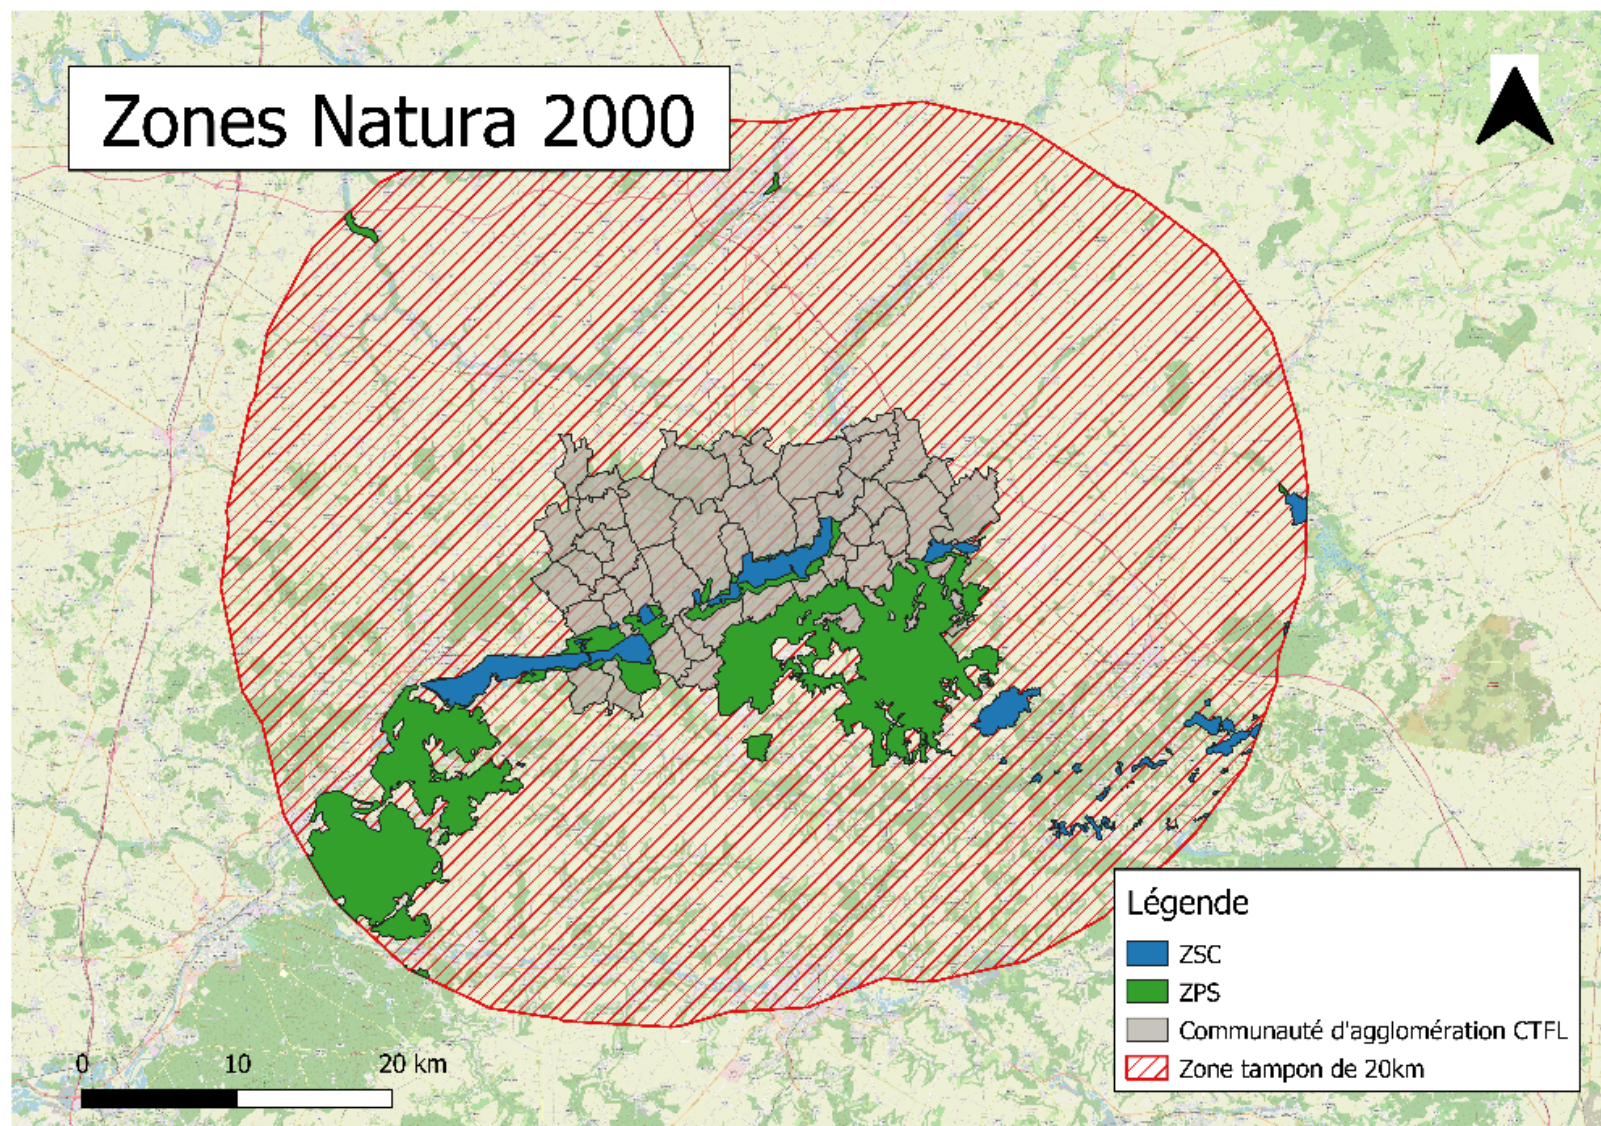 Zones Natura 2000
Légende
ZSC
ZPS
Communauté d'agglomération CTFL
Zone tampon de 20km
0 10 20 km